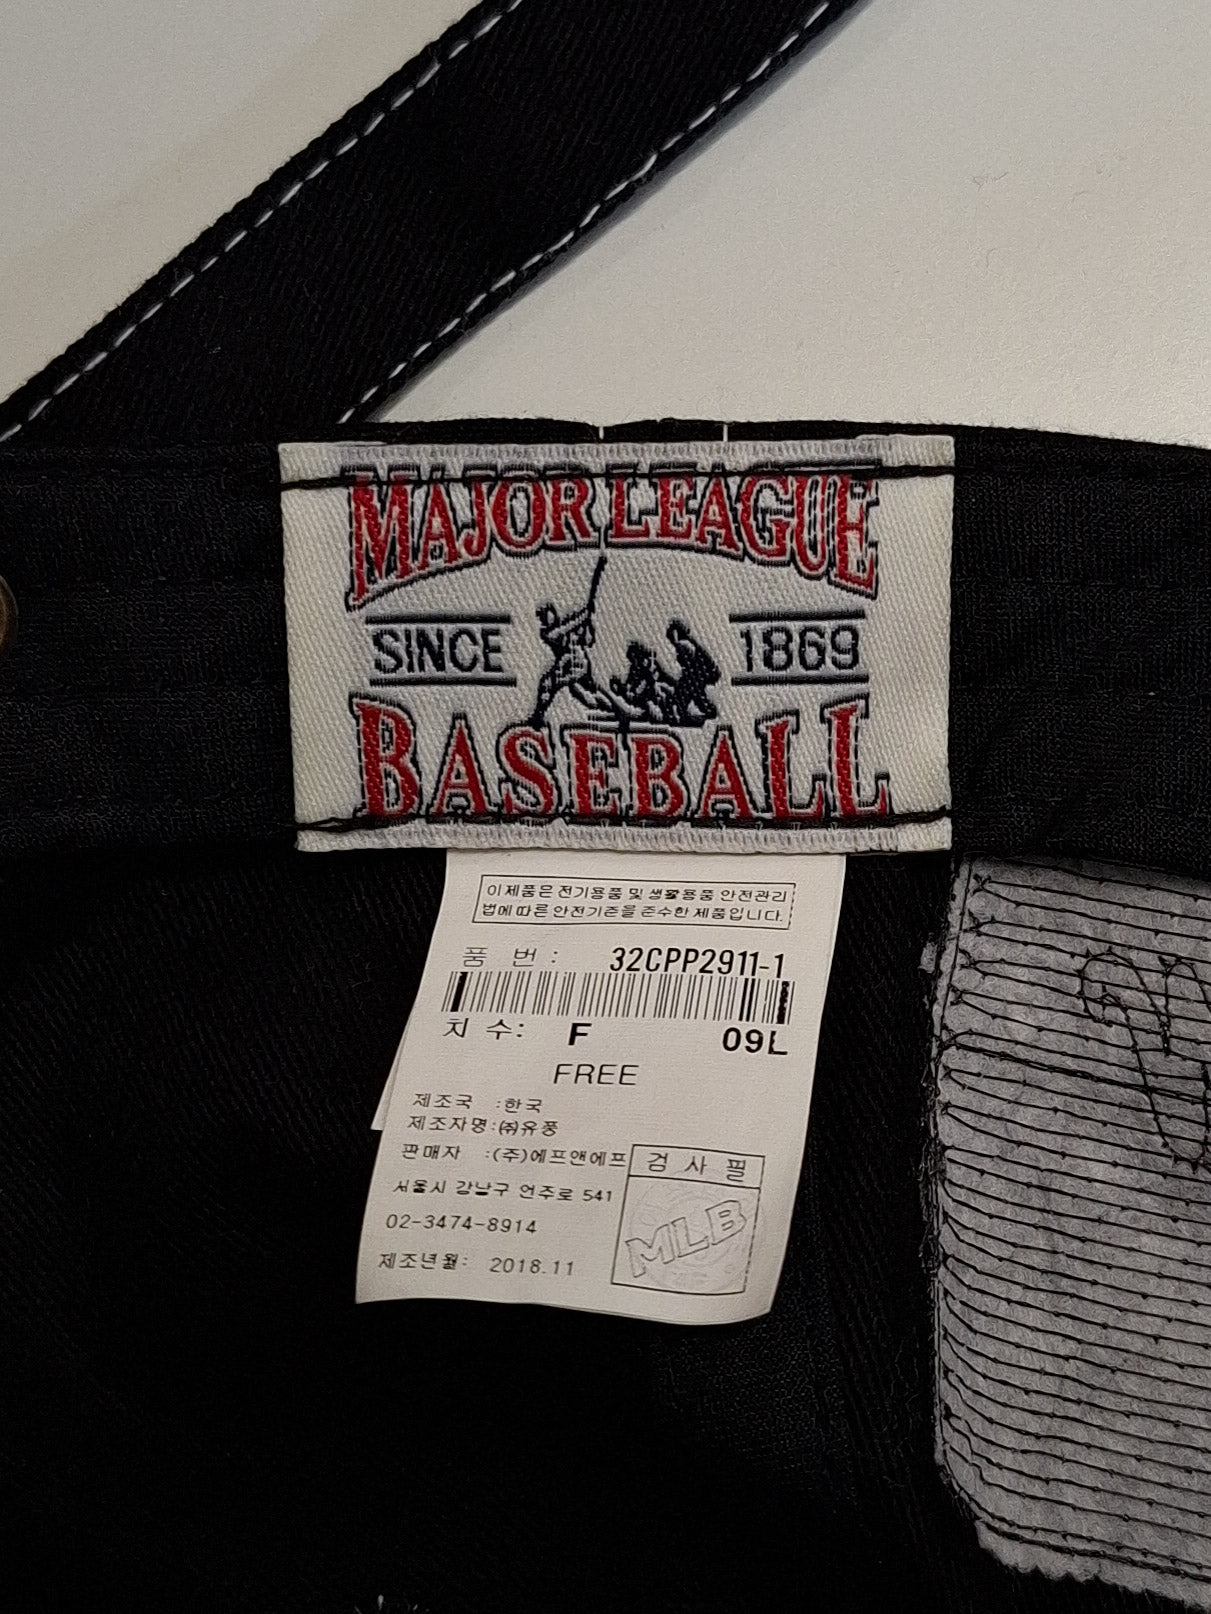 MAJOR LEAGUE
SINCE 1869
BASEBALL
이 제품은 전기용품 및 생활용품 안전관리
법에 따른 안전기준을 준수한 제품입니다.
품 번 : 32CPP2911-1
치 수: F 09L
FREE
제조국 :한국
제조자명:㈜유풍
판매자 :(주)에프앤에프
서울시 강남구 언주로 541
02-3474-8914
제조년월: 2018.11
검 사 필
MLB